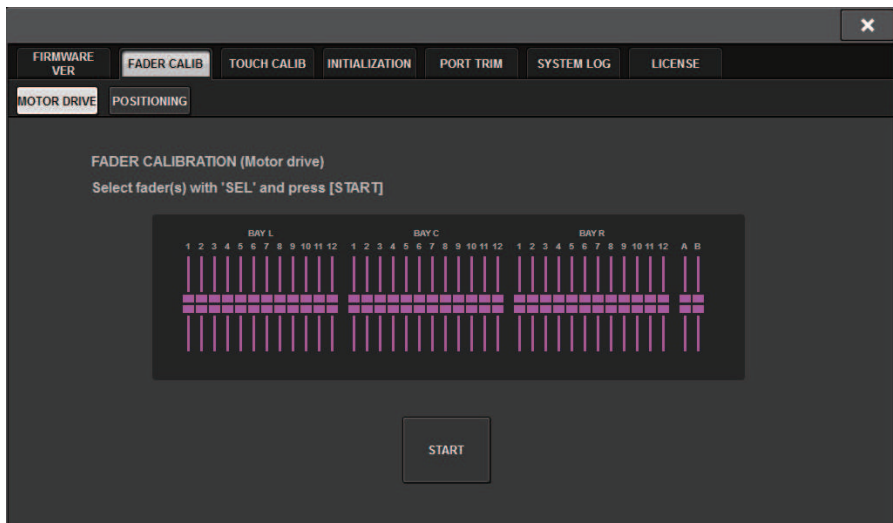 ×
FIRMWARE
VER
FADER CALIB
TOUCH CALIB
INITIALIZATION
PORT TRIM
SYSTEM LOG
LICENSE
MOTOR DRIVE
POSITIONING
FADER CALIBRATION (Motor drive)
Select fader(s) with 'SEL' and press [START]
BAY L BAY C BAY R
1 2 3 4 5 6 7 8 9 10 11 12 1 2 3 4 5 6 7 8 9 10 11 12 1 2 3 4 5 6 7 8 9 10 11 12 A B
START